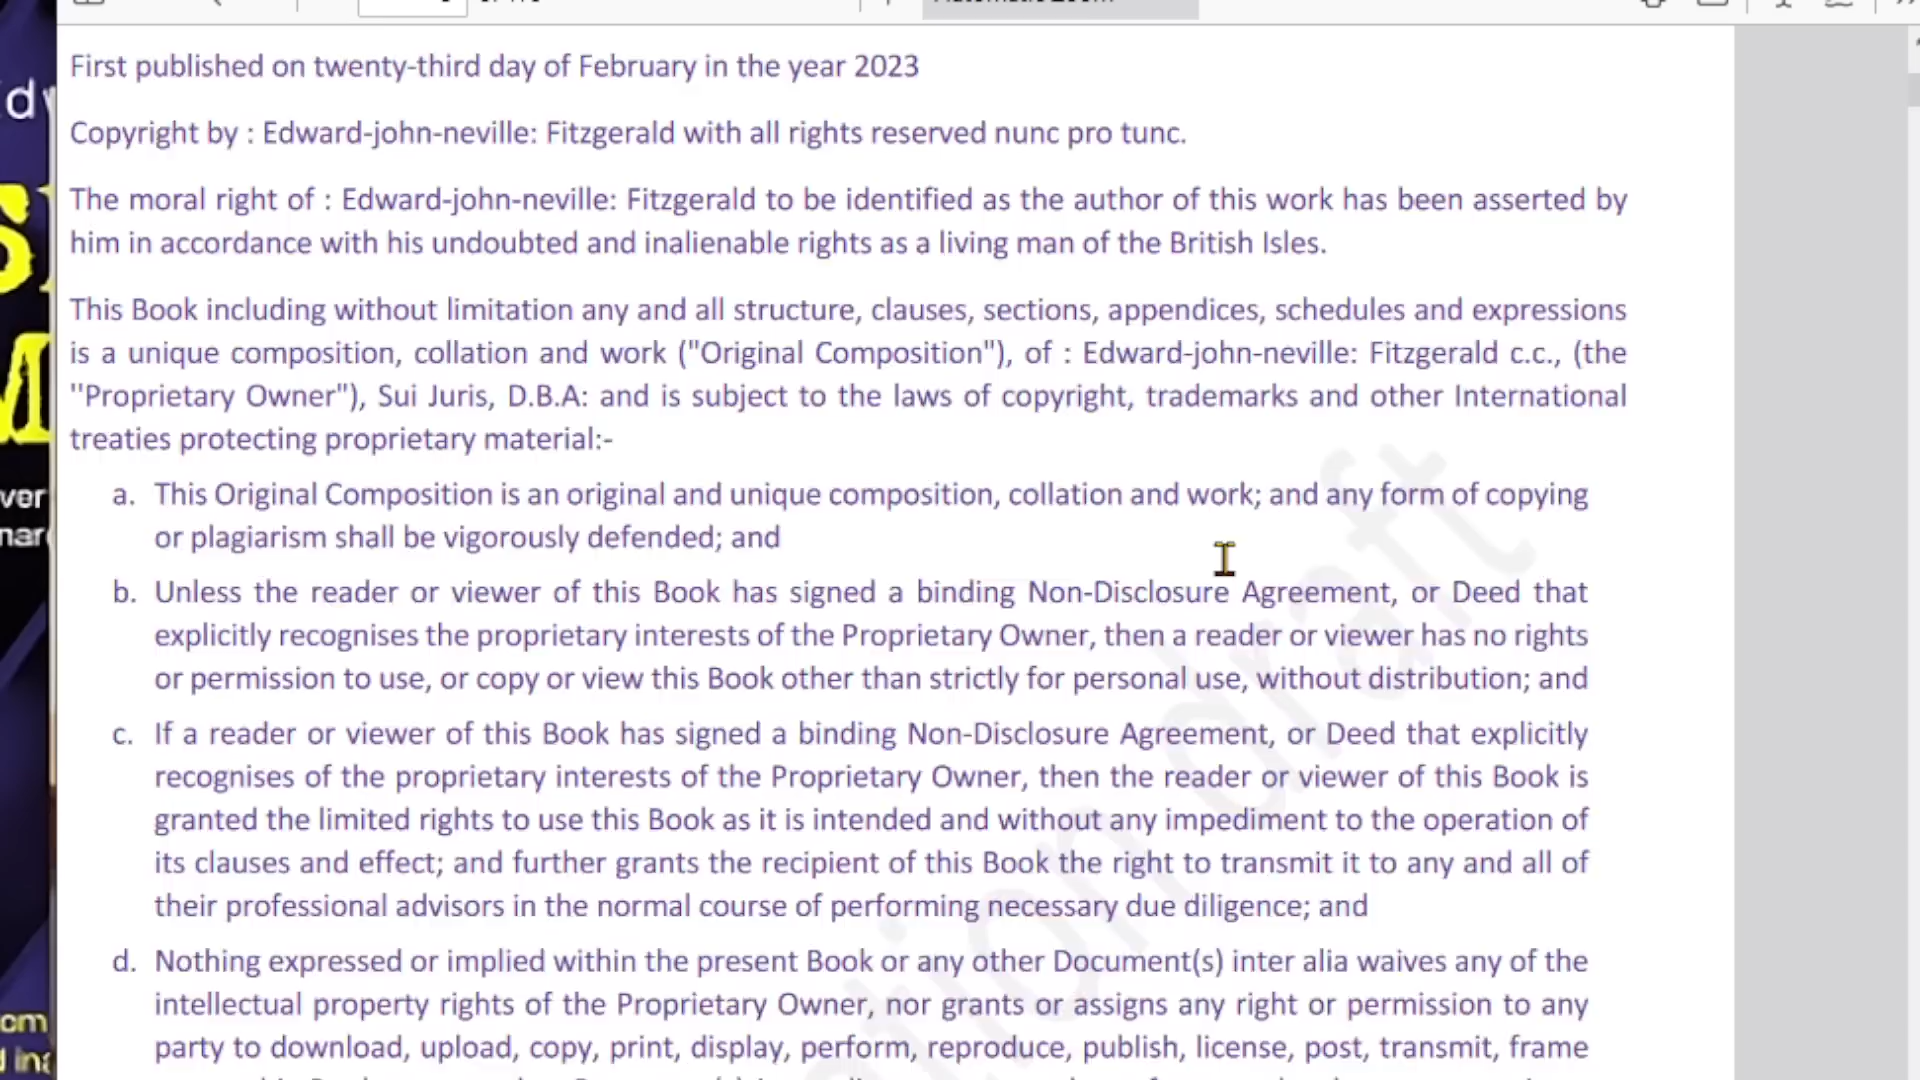 First published on twenty-third day of February in the year 2023
Copyright by : Edward-john-neville: Fitzgerald with all rights reserved nunc pro tunc.
The moral right of : Edward-john-neville: Fitzgerald to be identified as the author of this work has been asserted by
him in accordance with his undoubted and inalienable rights as a living man of the British Isles.
This Book including without limitation any and all structure, clauses, sections, appendices, schedules and expressions
is a unique composition, collation and work ("Original Composition"), of : Edward-john-neville: Fitzgerald c.c., (the
"Proprietary Owner"), Sui Juris, D.B.A: and is subject to the laws of copyright, trademarks and other International
treaties protecting proprietary material:-
a. This Original Composition is an original and unique composition, collation and work; and any form of copying
or plagiarism shall be vigorously defended; and
b. Unless the reader or viewer of this Book has signed a binding Non-Disclosure Agreement, or Deed that
explicitly recognises the proprietary interests of the Proprietary Owner, then a reader or viewer has no rights
or permission to use, or copy or view this Book other than strictly for personal use, without distribution; and
c. If a reader or viewer of this Book has signed a binding Non-Disclosure Agreement, or Deed that explicitly
recognises of the proprietary interests of the Proprietary Owner, then the reader or viewer of this Book is
granted the limited rights to use this Book as it is intended and without any impediment to the operation of
its clauses and effect; and further grants the recipient of this Book the right to transmit it to any and all of
their professional advisors in the normal course of performing necessary due diligence; and
d. Nothing expressed or implied within the present Book or any other Document(s) inter alia waives any of the
intellectual property rights of the Proprietary Owner, nor grants or assigns any right or permission to any
party to download, upload, copy, print, display, perform, reproduce, publish, license, post, transmit, frame
draft